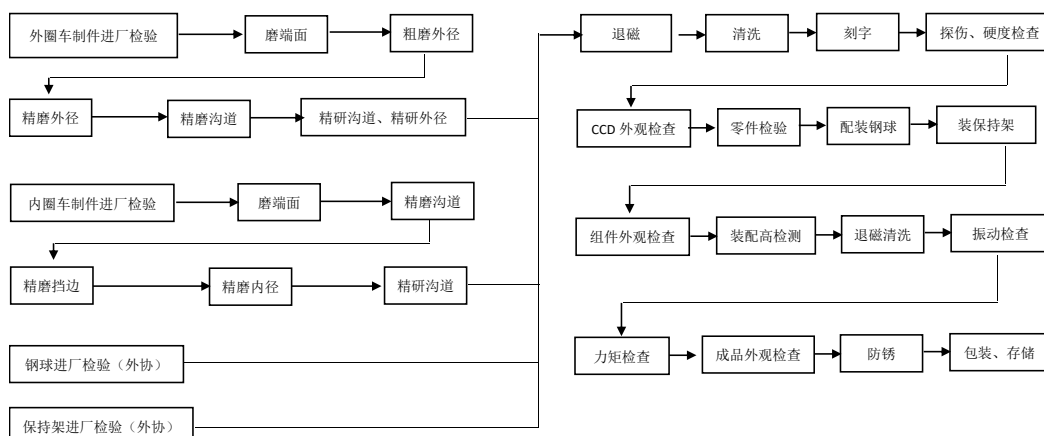 外圈车制件进厂检验
磨端面
粗磨外径
精磨外径
精磨沟道
精研沟道、精研外径
内圈车制件进厂检验
磨端面
精磨沟道
精磨挡边
精磨内径
精研沟道
钢球进厂检验（外协）
保持架进厂检验（外协）
退磁
清洗
刻字
探伤、硬度检查
CCD 外观检查
零件检验
配装钢球
装保持架
组件外观检查
装配高检测
退磁清洗
振动检查
力矩检查
成品外观检查
防锈
包装、存储